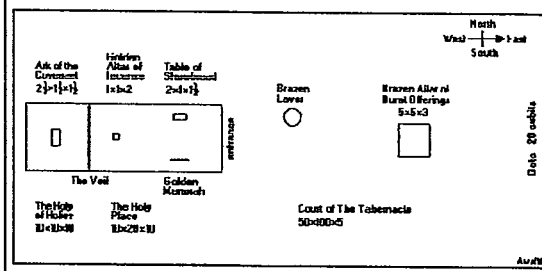 North
West East
South
Ark of the
Covenant
2½×1½×1½
Golden
Altar of
Incense
1×1×2
Table of
Shewbread
2×1×1½
Brazen
Laver
Brazen Altar of
Burnt Offerings
5×5×3
entrance
Gate 20 cubits
The Veil
Golden
Menorah
The Holy
of Holies
10×10×10
The Holy
Place
10×20×10
Court of The Tabernacle
50×100×5